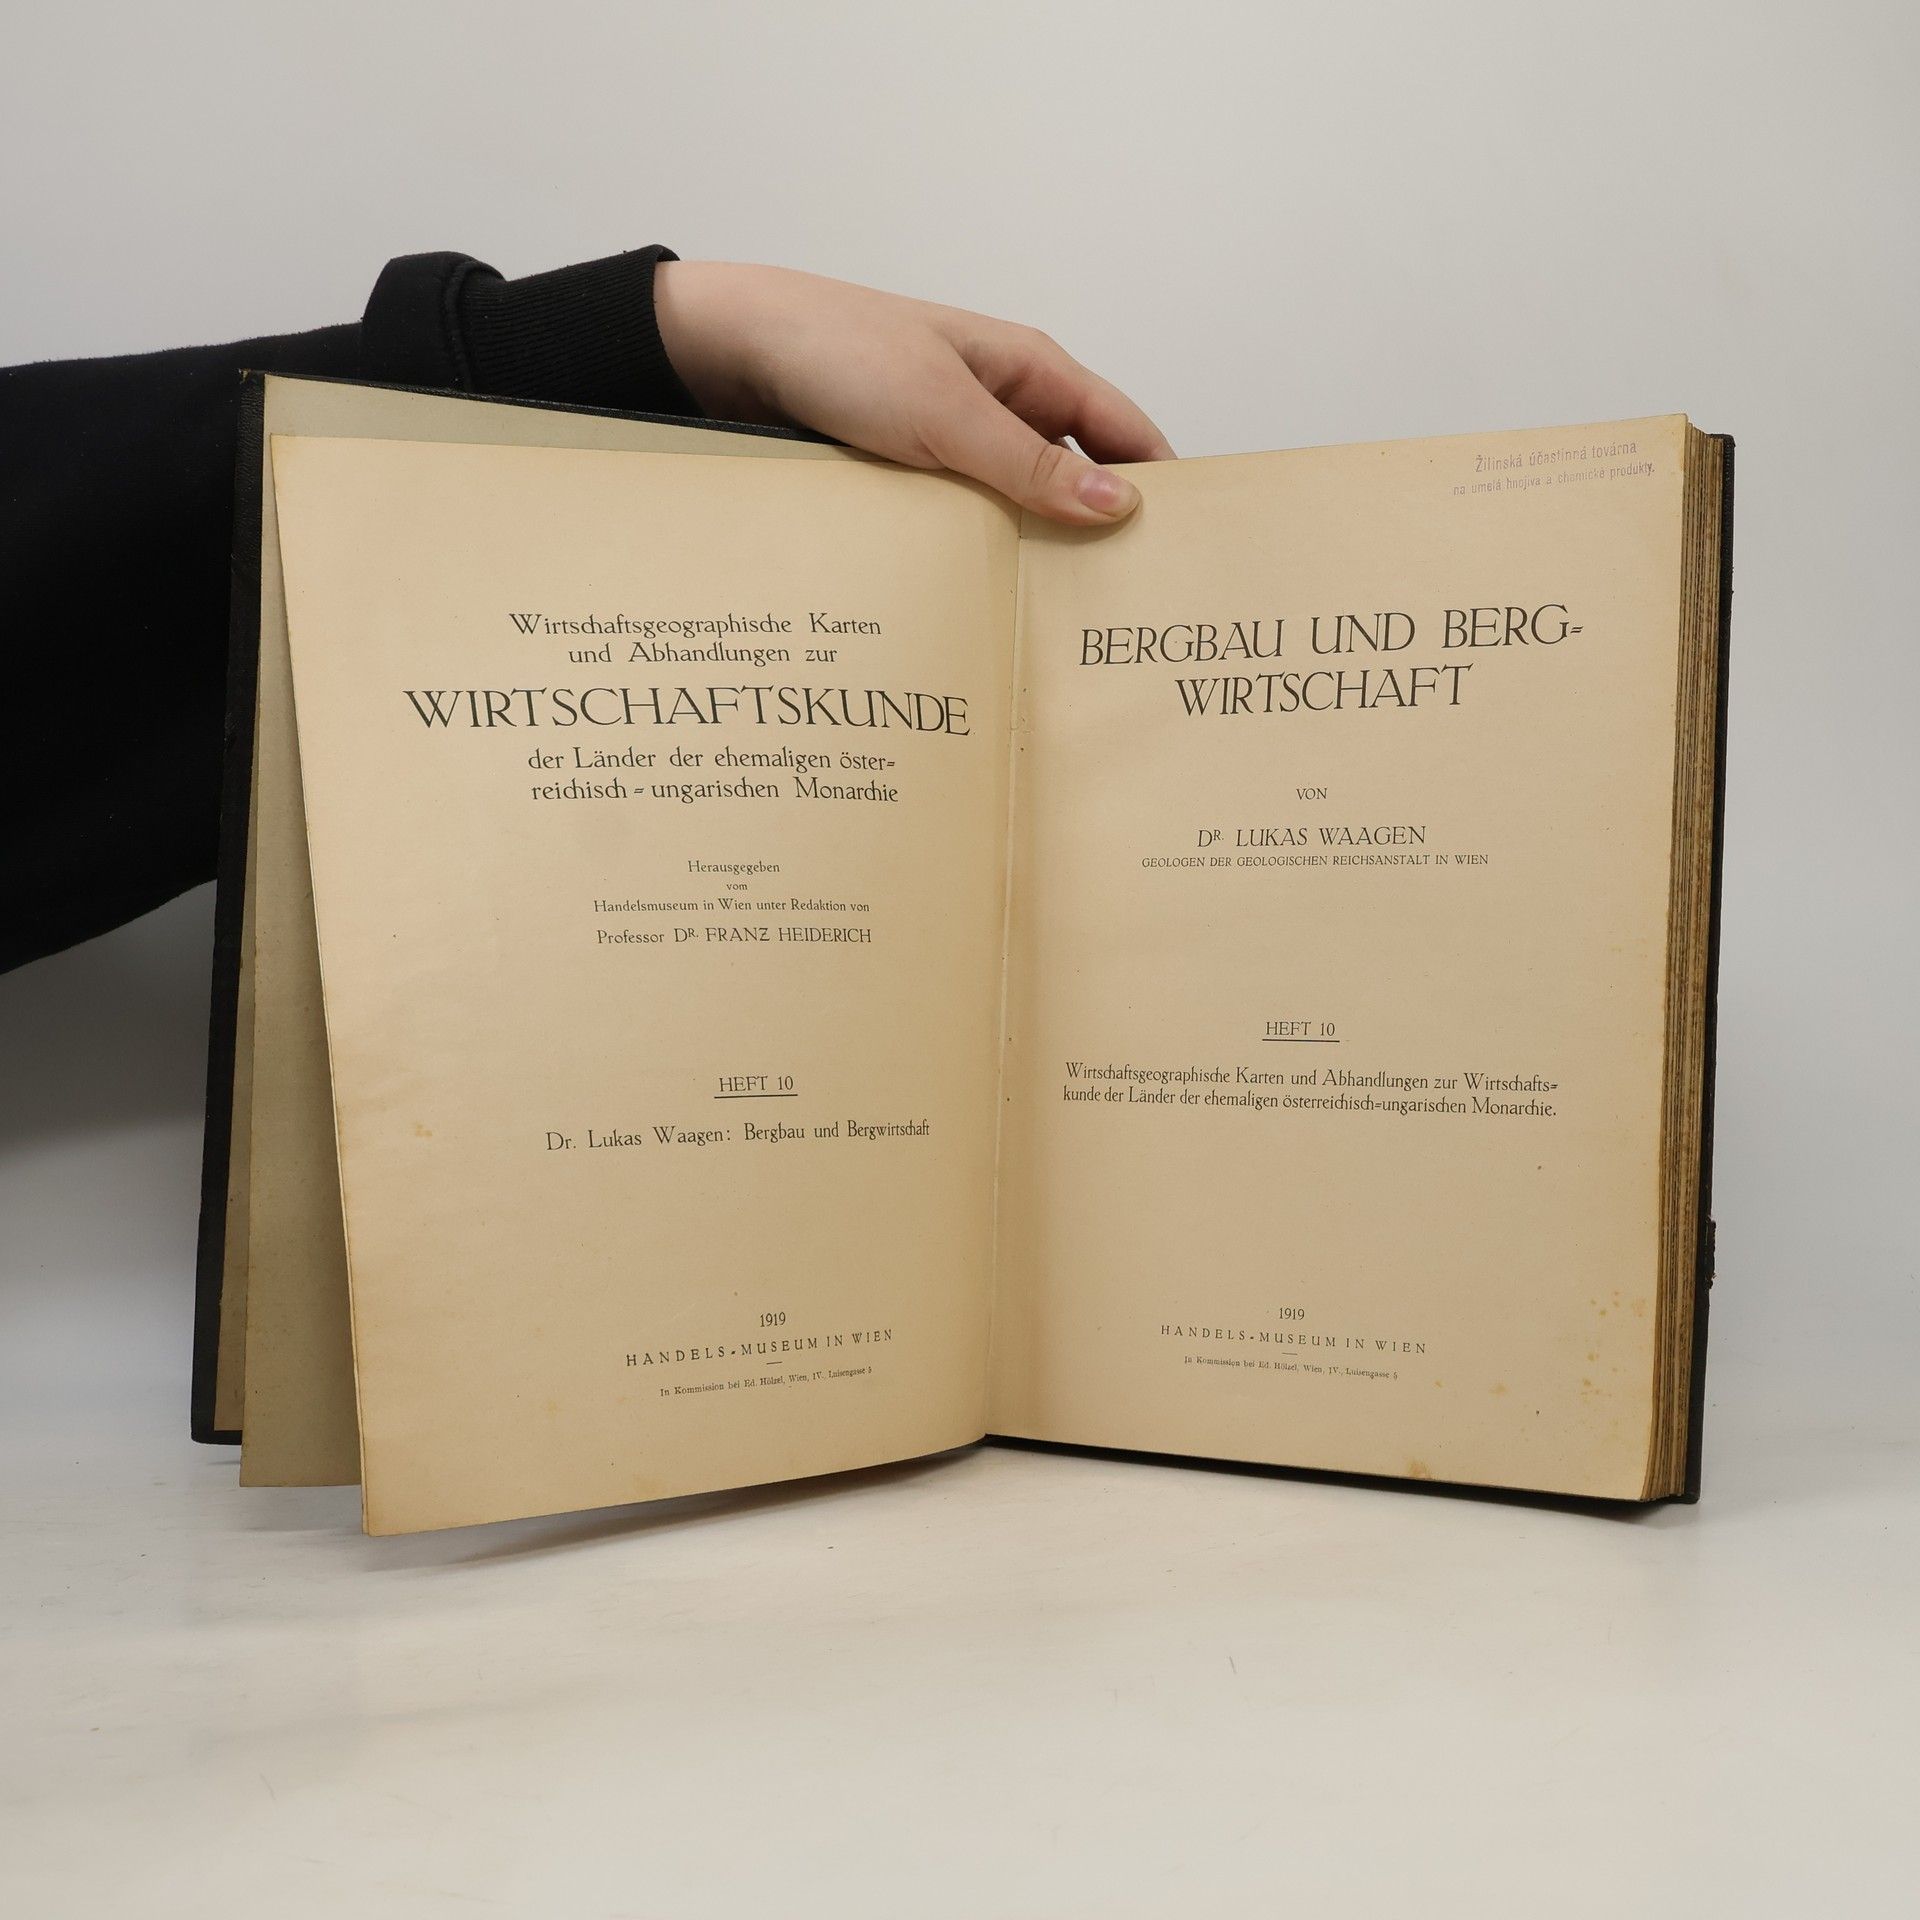 Wirtschaftsgeographische Karten
und Abhandlungen zur
WIRTSCHAFTSKUNDE
der Länder der ehemaligen öster=
reichisch = ungarischen Monarchie
Herausgegeben
vom
Handelsmuseum in Wien unter Redaktion von
Professor DR. FRANZ HEIDERICH
HEFT 10
Dr. Lukas Waagen: Bergbau und Bergwirtschaft
1919
HANDELS=MUSEUM IN WIEN
In Kommission bei Ed. Hölzel, Wien, IV., Luisengasse 5
Žilinská účastinná továrna
na umelá hnojiva a chemické produkty.
BERGBAU UND BERG=
WIRTSCHAFT
VON
DR. LUKAS WAAGEN
GEOLOGEN DER GEOLOGISCHEN REICHSANSTALT IN WIEN
HEFT 10
Wirtschaftsgeographische Karten und Abhandlungen zur Wirtschafts=
kunde der Länder der ehemaligen österreichisch=ungarischen Monarchie.
1919
HANDELS=MUSEUM IN WIEN
In Kommission bei Ed. Hölzel, Wien, IV., Luisengasse 5